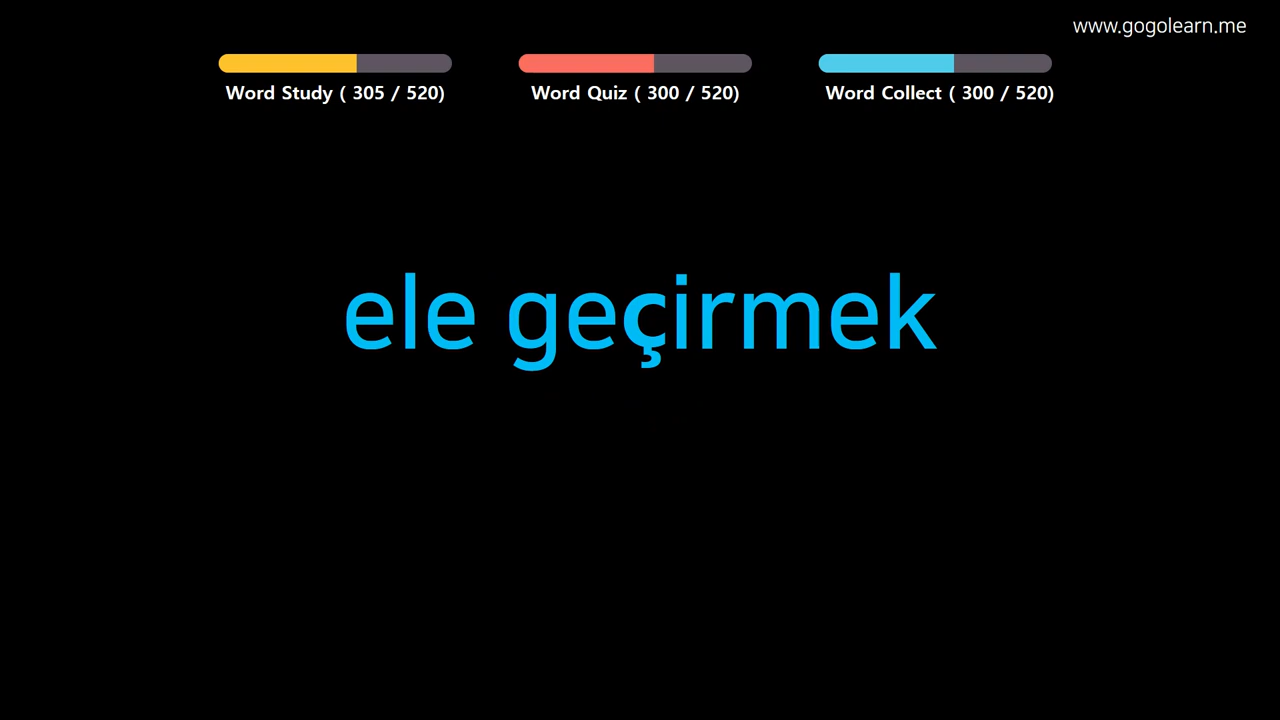 www.gogolearn.me
Word Study ( 305 / 520)
Word Quiz ( 300 / 520)
Word Collect ( 300 / 520)
ele geçirmek